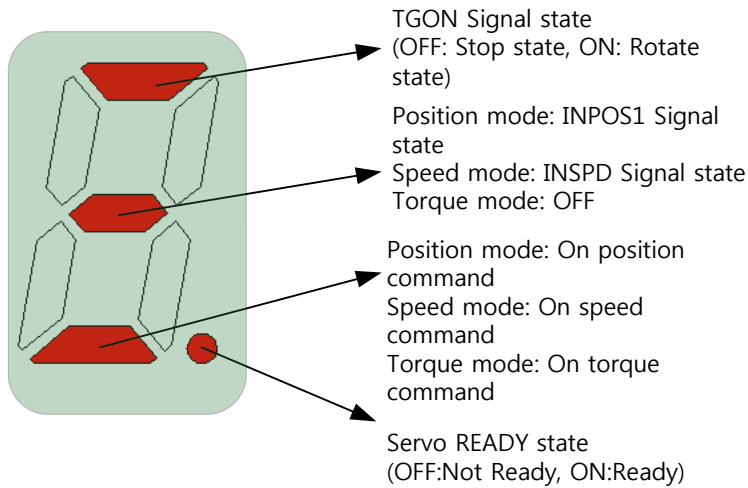 TGON Signal state
(OFF: Stop state, ON: Rotate
state)
Position mode: INPOS1 Signal
state
Speed mode: INSPD Signal state
Torque mode: OFF
Position mode: On position
command
Speed mode: On speed
command
Torque mode: On torque
command
Servo READY state
(OFF:Not Ready, ON:Ready)